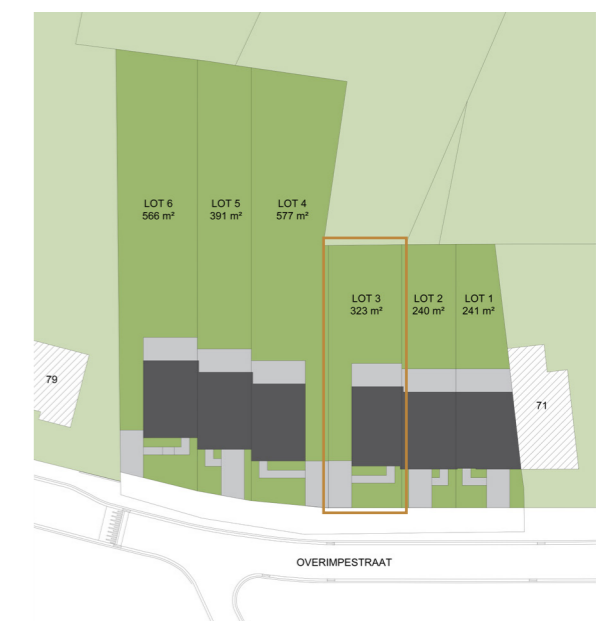 LOT 6
566 m²
LOT 5
391 m²
LOT 4
577 m²
LOT 3
323 m²
LOT 2
240 m²
LOT 1
241 m²
79
71
OVERIMPESTRAAT